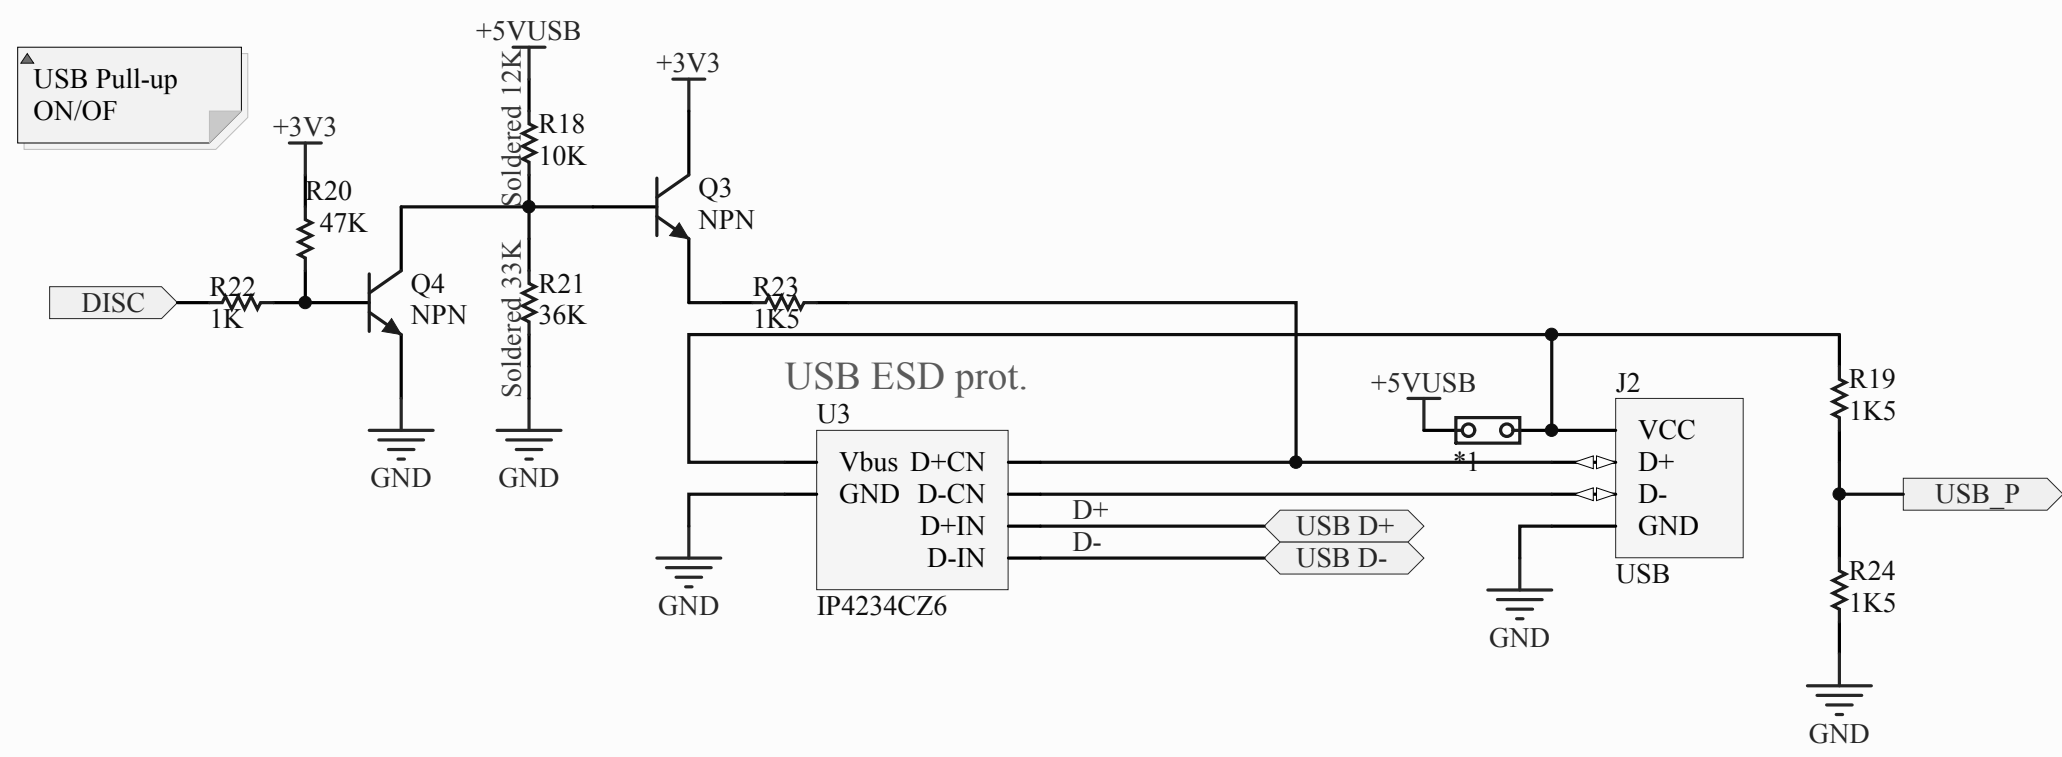 USB Pull-up
ON/OF
+5VUSB
+3V3
+3V3
Soldered 12K
R18
10K
R20
47K
Q3
NPN
DISC
R22
1K
Q4
NPN
Soldered 33K
R21
36K
R23
1K5
GND
GND
USB ESD prot.
U3
Vbus
GND
D+CN
D-CN
D+IN
D-IN
IP4234CZ6
GND
D+
D-
USB D+
USB D-
+5VUSB
*1
J2
VCC
D+
D-
GND
USB
GND
R19
1K5
USB_P
R24
1K5
GND